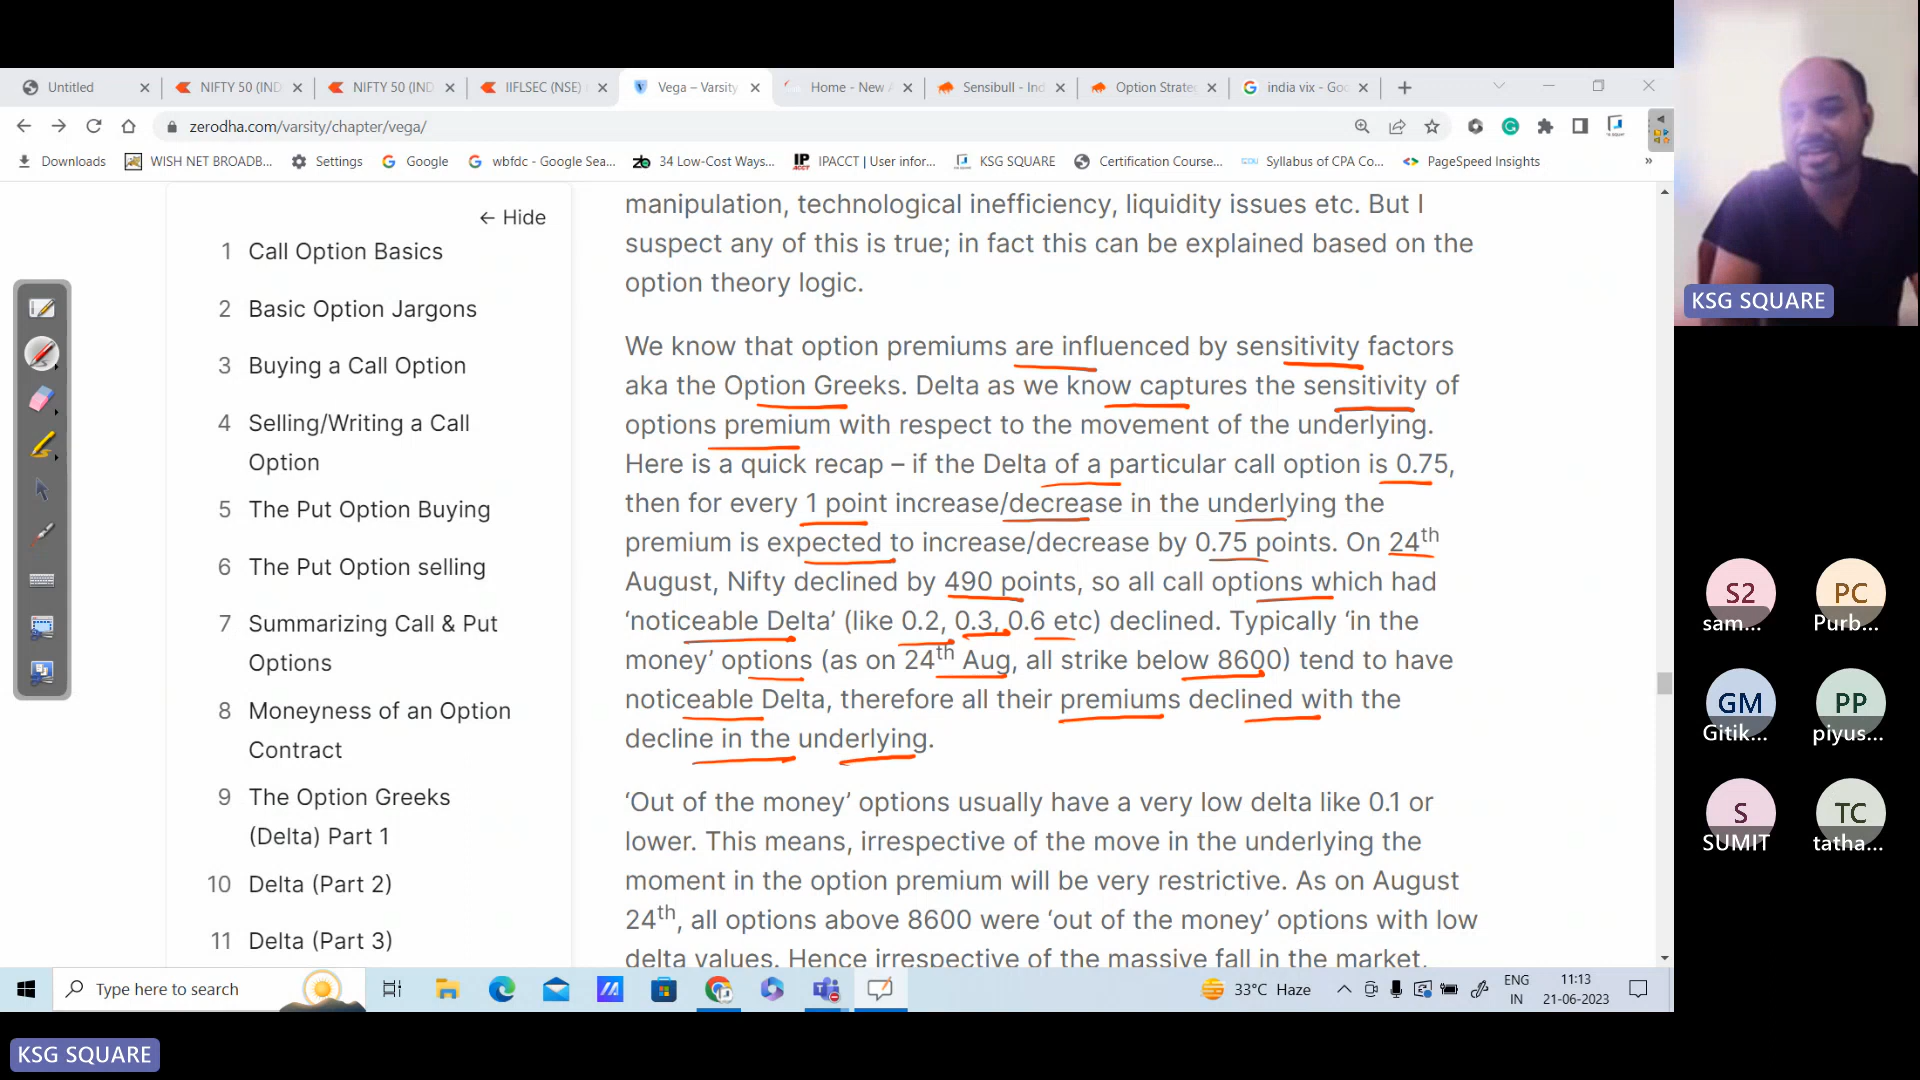 Untitled
NIFTY 50 (IND
NIFTY 50 (IND
IIFLSEC (NSE)
Vega – Varsity
Home - New A
Sensibull - Ind
Option Strate
india vix - Goo
zerodha.com/varsity/chapter/vega/
Downloads
WISH NET BROADB...
Settings
Google
wbfdc - Google Sea...
34 Low-Cost Ways...
IPACCT | User infor...
KSG SQUARE
Certification Course...
Syllabus of CPA Co...
PageSpeed Insights
»
← Hide
1 Call Option Basics
2 Basic Option Jargons
3 Buying a Call Option
4 Selling/Writing a Call
Option
5 The Put Option Buying
6 The Put Option selling
7 Summarizing Call & Put
Options
8 Moneyness of an Option
Contract
9 The Option Greeks
(Delta) Part 1
10 Delta (Part 2)
11 Delta (Part 3)
manipulation, technological inefficiency, liquidity issues etc. But I
suspect any of this is true; in fact this can be explained based on the
option theory logic.
We know that option premiums are influenced by sensitivity factors
aka the Option Greeks. Delta as we know captures the sensitivity of
options premium with respect to the movement of the underlying.
Here is a quick recap – if the Delta of a particular call option is 0.75,
then for every 1 point increase/decrease in the underlying the
premium is expected to increase/decrease by 0.75 points. On 24th
August, Nifty declined by 490 points, so all call options which had
‘noticeable Delta’ (like 0.2, 0.3, 0.6 etc) declined. Typically ‘in the
money’ options (as on 24th Aug, all strike below 8600) tend to have
noticeable Delta, therefore all their premiums declined with the
decline in the underlying.
‘Out of the money’ options usually have a very low delta like 0.1 or
lower. This means, irrespective of the move in the underlying the
moment in the option premium will be very restrictive. As on August
24th, all options above 8600 were ‘out of the money’ options with low
delta values. Hence irrespective of the massive fall in the market,
Type here to search
33°C Haze
ENG
IN
11:13
21-06-2023
KSG SQUARE
S2
sam...
PC
Purb...
GM
Gitik...
PP
piyus...
S
SUMIT
TC
tatha...
KSG SQUARE